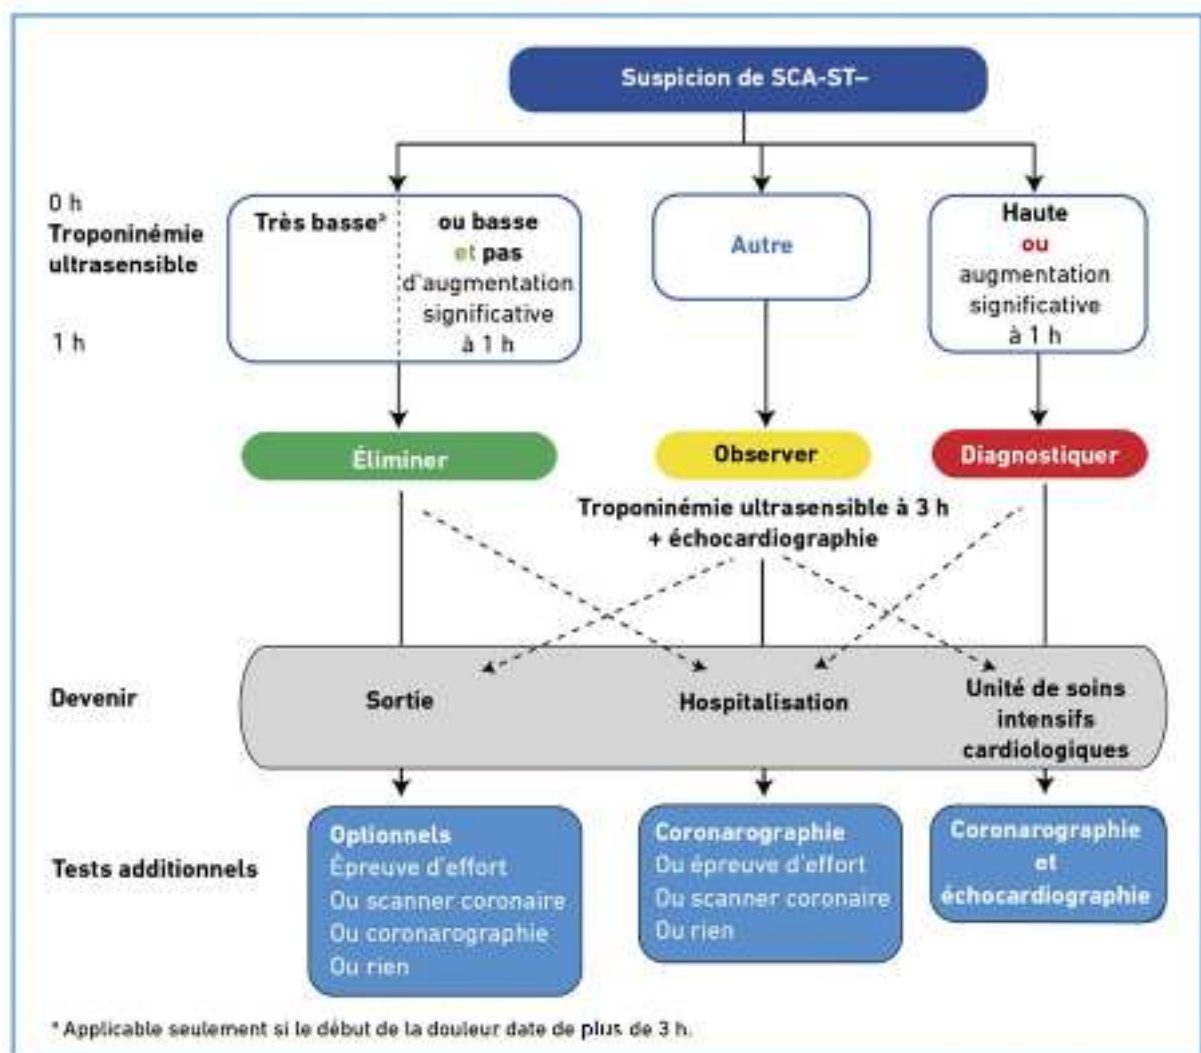 Suspicion de SCA-ST–
0 h
Troponinémie
ultrasensible
1 h
Très basseª
ou basse
et pas
d'augmentation
significative
à 1 h
Autre
Haute
ou
augmentation
significative
à 1 h
Éliminer
Observer
Diagnostiquer
Troponinémie ultrasensible à 3 h
+ échocardiographie
Devenir
Sortie
Hospitalisation
Unité de soins
intensifs
cardiologiques
Tests additionnels
Optionnels
Épreuve d'effort
Ou scanner coronaire
Ou coronarographie
Ou rien
Coronarographie
Ou épreuve d'effort
Ou scanner coronaire
Ou rien
Coronarographie
et
échocardiographie
ª Applicable seulement si le début de la douleur date de plus de 3 h.